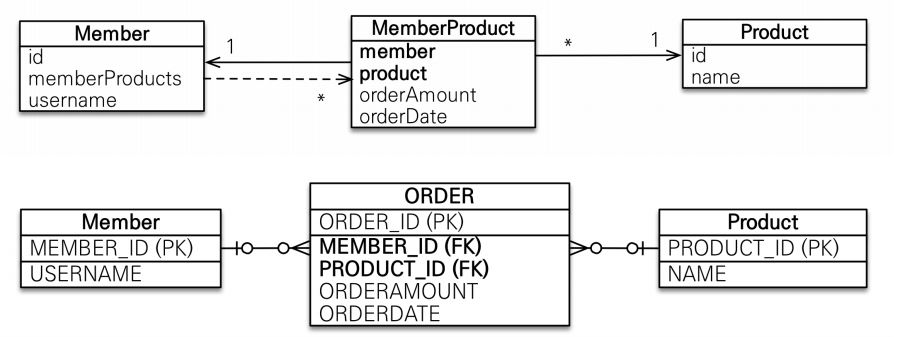 Member
id
memberProducts
username
1
*
MemberProduct
member
product
orderAmount
orderDate
*
1
Product
id
name
Member
MEMBER_ID (PK)
USERNAME
ORDER
ORDER_ID (PK)
MEMBER_ID (FK)
PRODUCT_ID (FK)
ORDERAMOUNT
ORDERDATE
Product
PRODUCT_ID (PK)
NAME